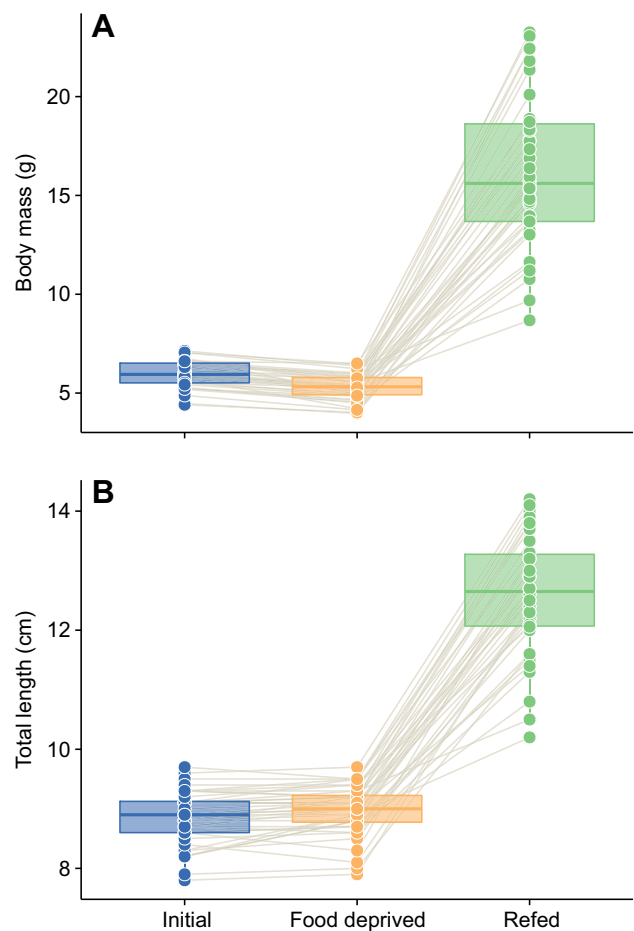 A
Body mass (g)
20
15
10
5
B
Total length (cm)
14
12
10
8
Initial
Food deprived
Refed